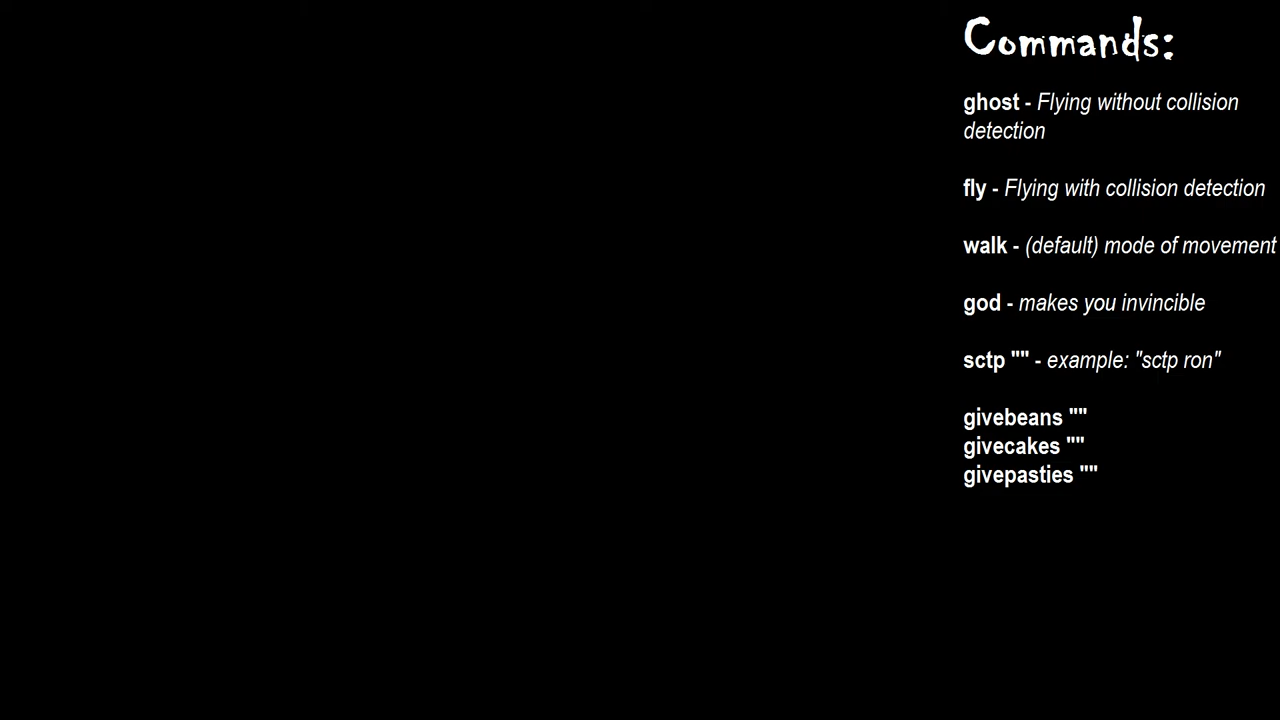 Commands:
ghost - Flying without collision
detection
fly - Flying with collision detection
walk - (default) mode of movement
god - makes you invincible
sctp "" - example: "sctp ron"
givebeans ""
givecakes ""
givepasties ""